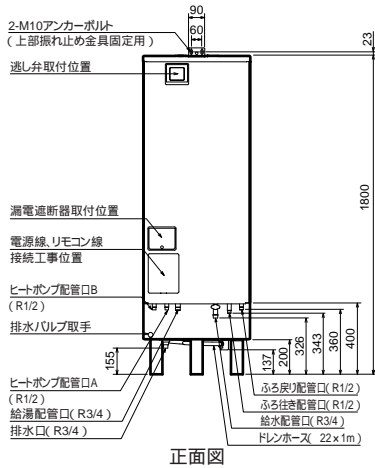 90
60
2-M10アンカーボルト
(上部振れ止め金具固定用)
23
逃し弁取付位置
1800
漏電遮断器取付位置
電源線、リモコン線
接続工事位置
ヒートポンプ配管口B
(R1/2)
排水バルブ取手
155
137
200
326
343
360
400
ヒートポンプ配管口A
(R1/2)
給湯配管口(R3/4)
排水口(R3/4)
ふろ戻り配管口(R1/2)
ふろ往き配管口(R1/2)
給水配管口(R3/4)
ドレンホース( 22×1m)
正面図